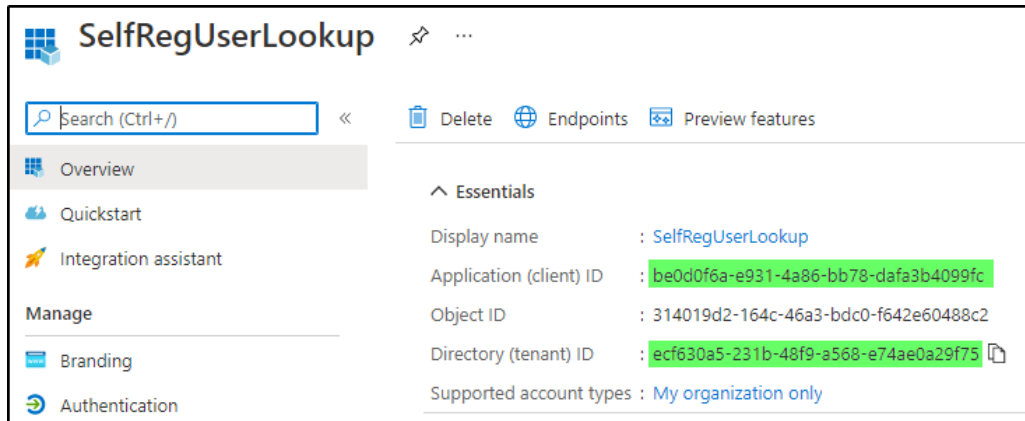 SelfRegUserLookup
Search (Ctrl+/)
Overview
Quickstart
Integration assistant
Manage
Branding
Authentication
Delete Endpoints Preview features
Essentials
Display name : SelfRegUserLookup
Application (client) ID : be0d0f6a-e931-4a86-bb78-dafa3b4099fc
Object ID : 314019d2-164c-46a3-bdc0-f642e60488c2
Directory (tenant) ID : ecf630a5-231b-48f9-a568-e74ae0a29f75
Supported account types : My organization only